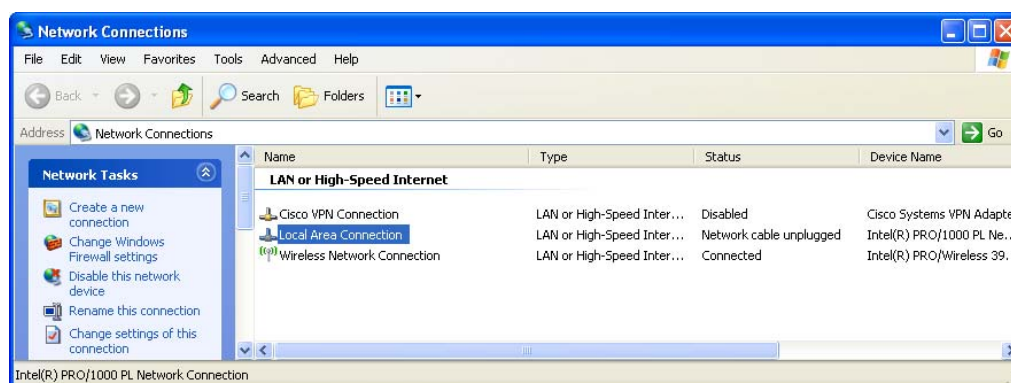 Network Connections
File Edit View Favorites Tools Advanced Help
Back Search Folders
Address Network Connections Go
Network Tasks
Create a new
connection
Change Windows
Firewall settings
Disable this network
device
Rename this connection
Change settings of this
connection
Name Type Status Device Name
LAN or High-Speed Internet
Cisco VPN Connection LAN or High-Speed Inter... Disabled Cisco Systems VPN Adapte
Local Area Connection LAN or High-Speed Inter... Network cable unplugged Intel(R) PRO/1000 PL Ne..
Wireless Network Connection LAN or High-Speed Inter... Connected Intel(R) PRO/Wireless 39.
Intel(R) PRO/1000 PL Network Connection